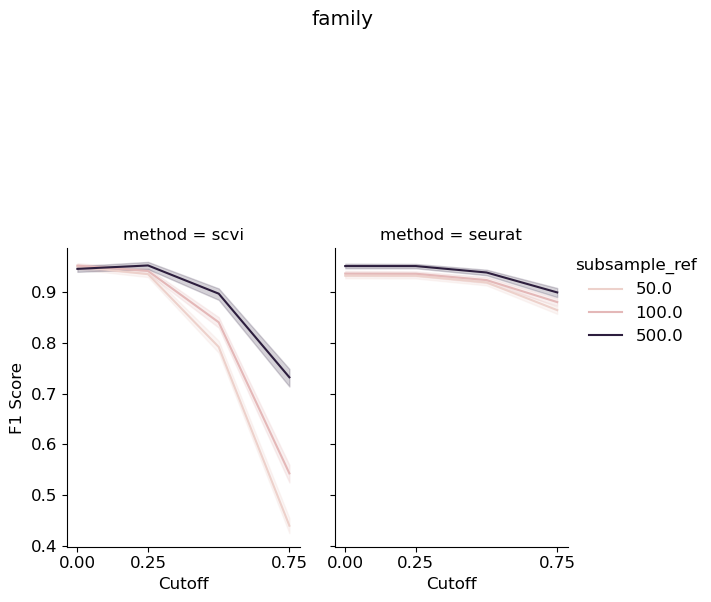 family
method = scvi
method = seurat
subsample_ref
50.0
100.0
500.0
F1 Score
0.9
0.8
0.7
0.6
0.5
0.4
0.00
0.25
0.75
0.00
0.25
0.75
Cutoff
Cutoff